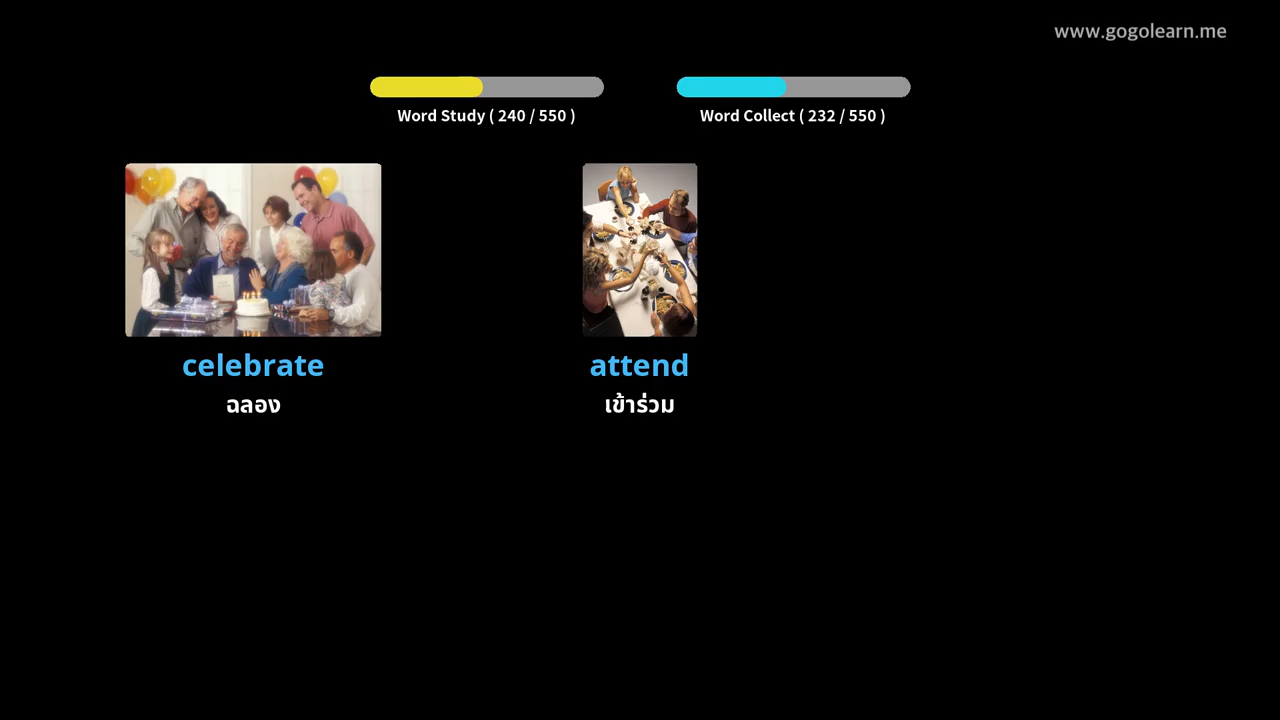 www.gogolearn.me
Word Study ( 240 / 550 )
Word Collect ( 232 / 550 )
celebrate
ฉลอง
attend
เข้าร่วม